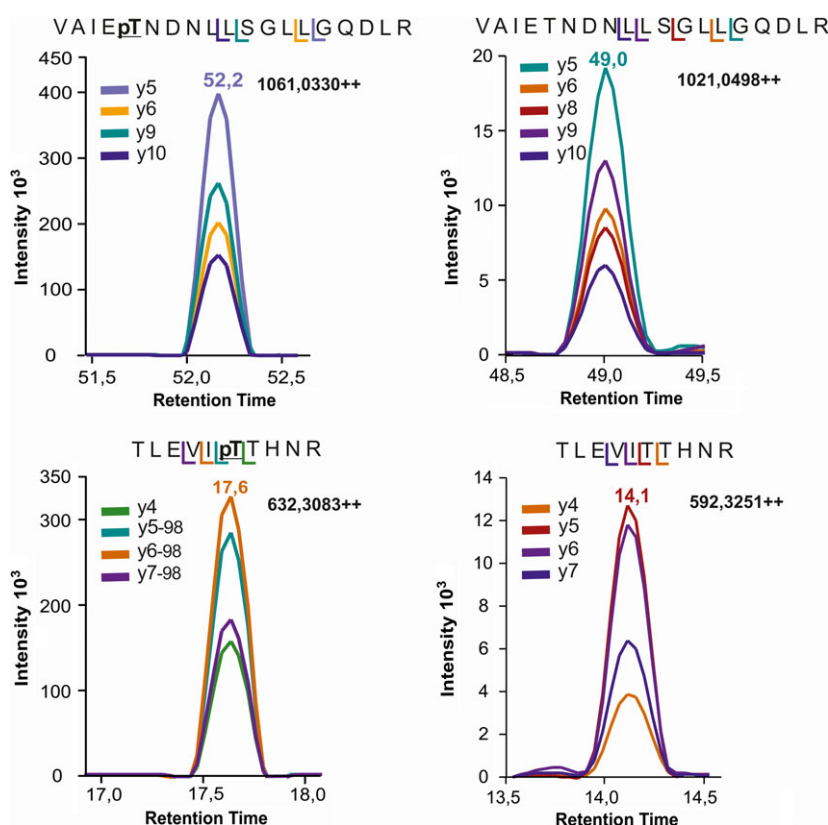 VAIEpTNDNLLSGLLGQDLR
450
400
300
200
100
0
Intensity 10³
y5
y6
y9
y10
52,2
1061,0330++
51,5
52,0
52,5
Retention Time
VAIETNDNLLLSGLLGQDLR
20
15
10
5
0
Intensity 10³
y5
y6
y8
y9
y10
49,0
1021,0498++
48,5
49,0
49,5
Retention Time
TLEVIpTTHNR
350
300
200
100
0
Intensity 10³
y4
y5-98
y6-98
y7-98
17,6
632,3083++
17,0
17,5
18,0
Retention Time
TLEVITTHNR
14
12
10
8
6
4
2
0
Intensity 10³
y4
y5
y6
y7
14,1
592,3251++
13,5
14,0
14,5
Retention Time